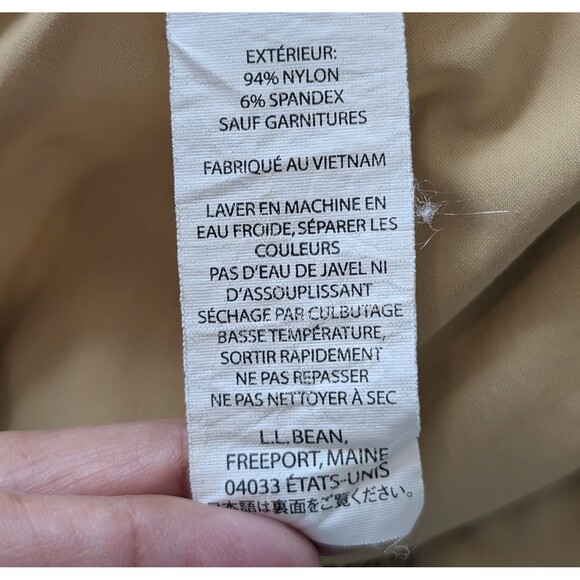 EXTÉRIEUR:
94% NYLON
6% SPANDEX
SAUF GARNITURES
FABRIQUÉ AU VIETNAM
LAVER EN MACHINE EN
EAU FROIDE, SÉPARER LES
COULEURS
PAS D'EAU DE JAVEL NI
D'ASSOUPLISSANT
SÉCHAGE PAR CULBUTAGE
BASSE TEMPÉRATURE,
SORTIR RAPIDEMENT
NE PAS REPASSER
NE PAS NETTOYER À SEC
L.L.BEAN,
FREEPORT, MAINE
04033 ÉTATS-UNIS
日本語は裏面をご覧ください。